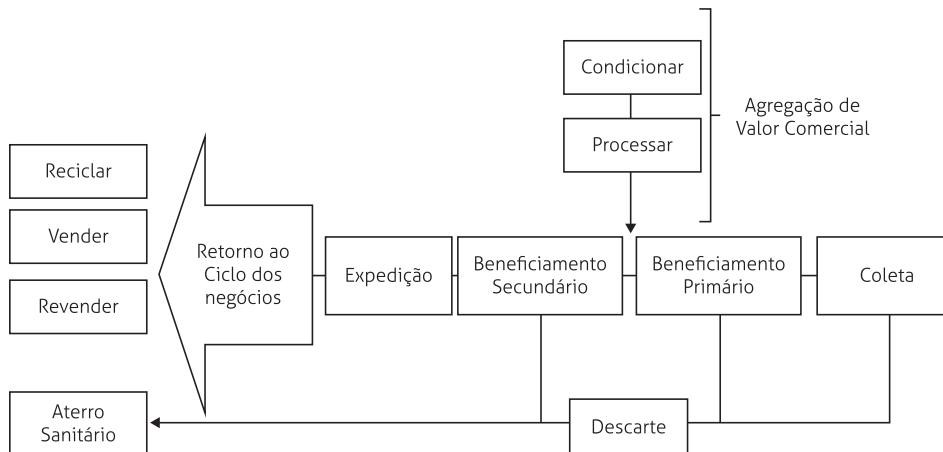 Condicionar
Processar
Agregação de
Valor Comercial
Reciclar
Vender
Revender
Retorno ao
Ciclo dos
negócios
Expedição
Beneficiamento
Secundário
Beneficiamento
Primário
Coleta
Aterro
Sanitário
Descarte